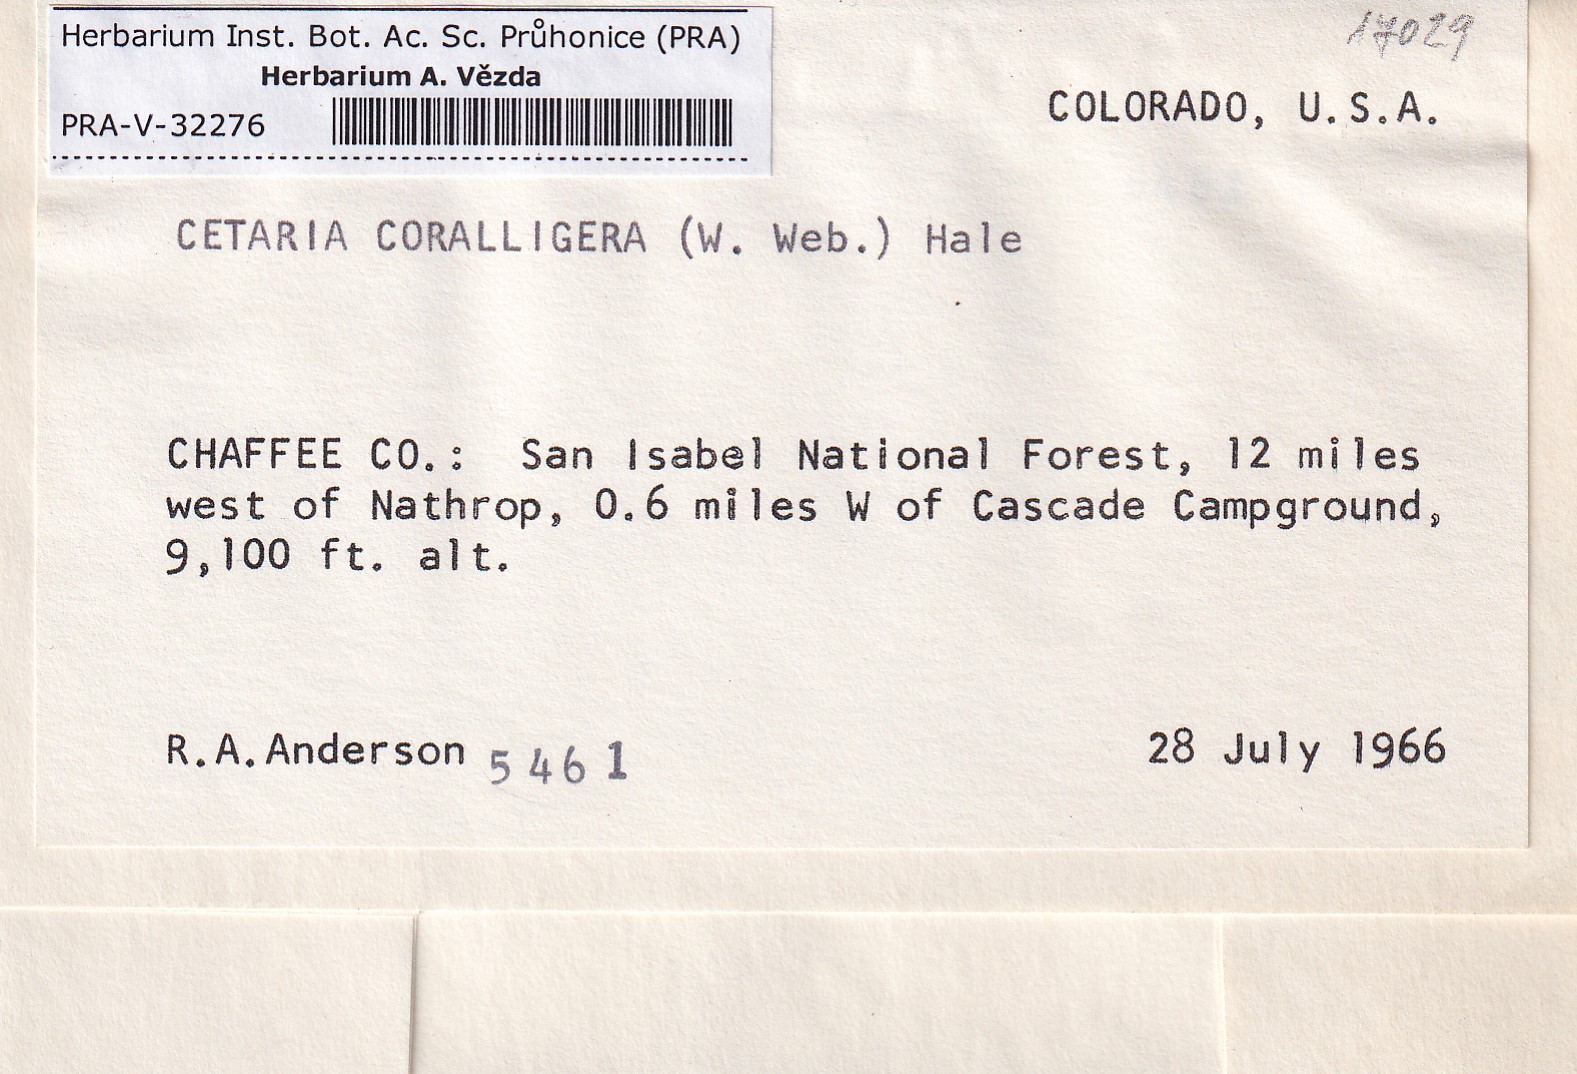 Herbarium Inst. Bot. Ac. Sc. Průhonice (PRA)
Herbarium A. Vězda
PRA-V-32276
17029
COLORADO, U.S.A.
CETARIA CORALLIGERA (W. Web.) Hale
CHAFFEE CO.: San Isabel National Forest, 12 miles
west of Nathrop, 0.6 miles W of Cascade Campground,
9,100 ft. alt.
R.A.Anderson 5461
28 July 1966